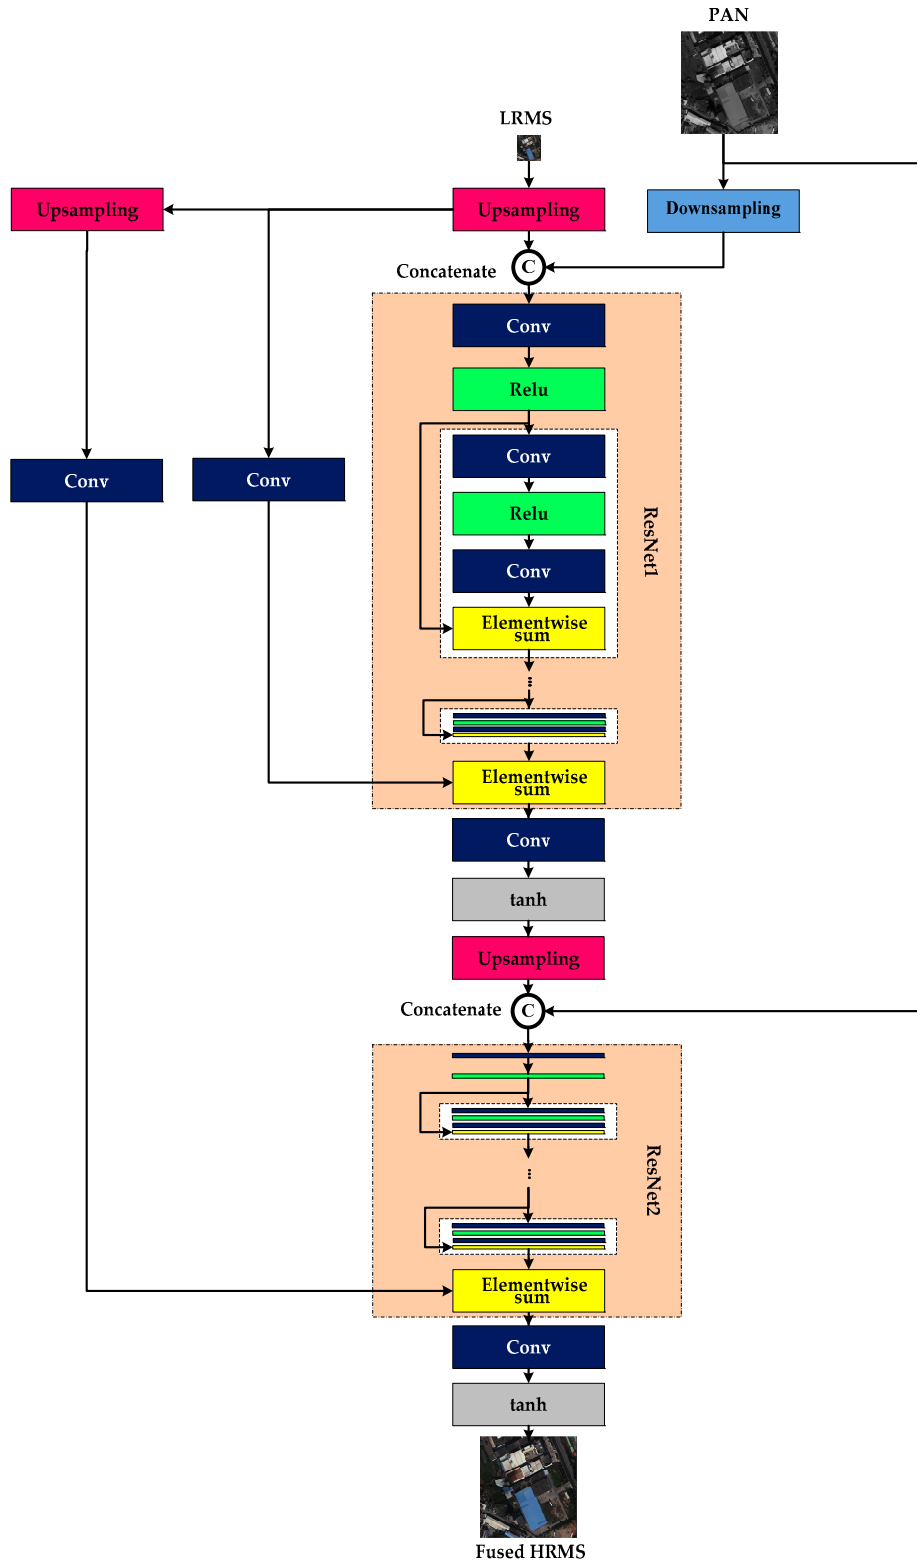 PAN
LRMS
Upsampling
Upsampling
Downsampling
Concatenate
C
Conv
Relu
Conv
Conv
Conv
Relu
ResNet1
Conv
Elementwise
sum
...
Elementwise
sum
Conv
tanh
Upsampling
Concatenate
C
ResNet2
...
Elementwise
sum
Conv
tanh
Fused HRMS